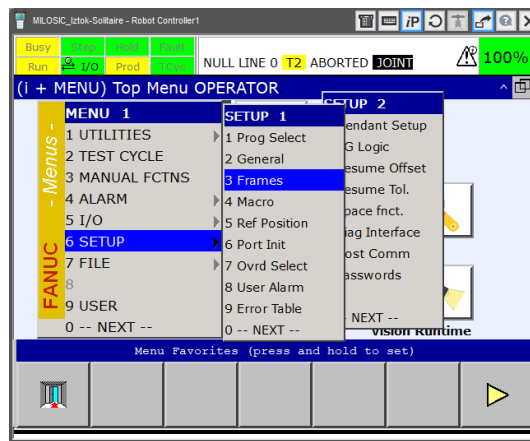 MILOSIC_Iztok-Solitaire - Robot Controller1
Busy Step Hold Fault
Run I/O Prod TCyc
NULL LINE 0 T2 ABORTED JOINT
100%
(i + MENU) Top Menu OPERATOR
FANUC - Menus -
MENU 1
1 UTILITIES
2 TEST CYCLE
3 MANUAL FCTNS
4 ALARM
5 I/O
6 SETUP
7 FILE
8
9 USER
0 -- NEXT --
SETUP 1
1 Prog Select
2 General
3 Frames
4 Macro
5 Ref Position
6 Port Init
7 Ovrd Select
8 User Alarm
9 Error Table
0 -- NEXT --
SETUP 2
endant Setup
G Logic
esume Offset
esume Tol.
pace fnct.
iag Interface
ost Comm
asswords
NEXT --
Vision Runtime
Menu Favorites (press and hold to set)
iP